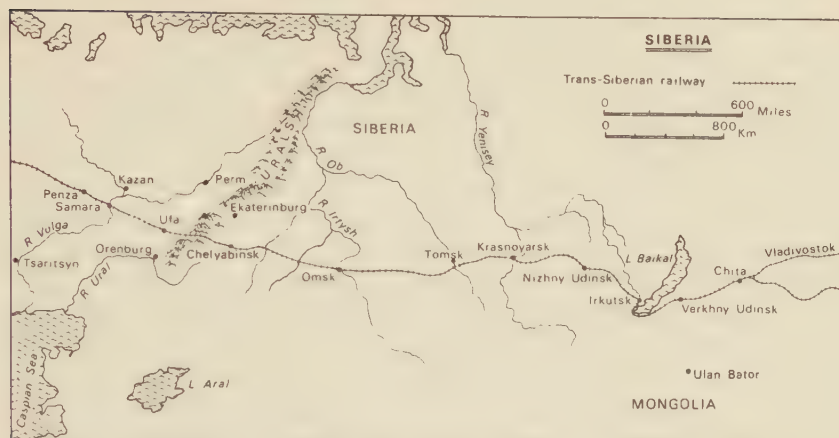 SIBERIA
Trans-Siberian railway
0 600 Miles
0 800 Km
SIBERIA
URALS
R Yenisey
R Ob
Kazan
Perm
Penza
Samara
Ufa
Ekaterinburg
R Irtysh
R Volga
Orenburg
Chelyabinsk
Tomsk
Krasnoyarsk
L Baikal
Vladivostok
Tsaritsyn
R Ural
Omsk
Nizhny Udinsk
Chita
Irkutsk
Verkhny Udinsk
Caspian Sea
L Aral
Ulan Bator
MONGOLIA